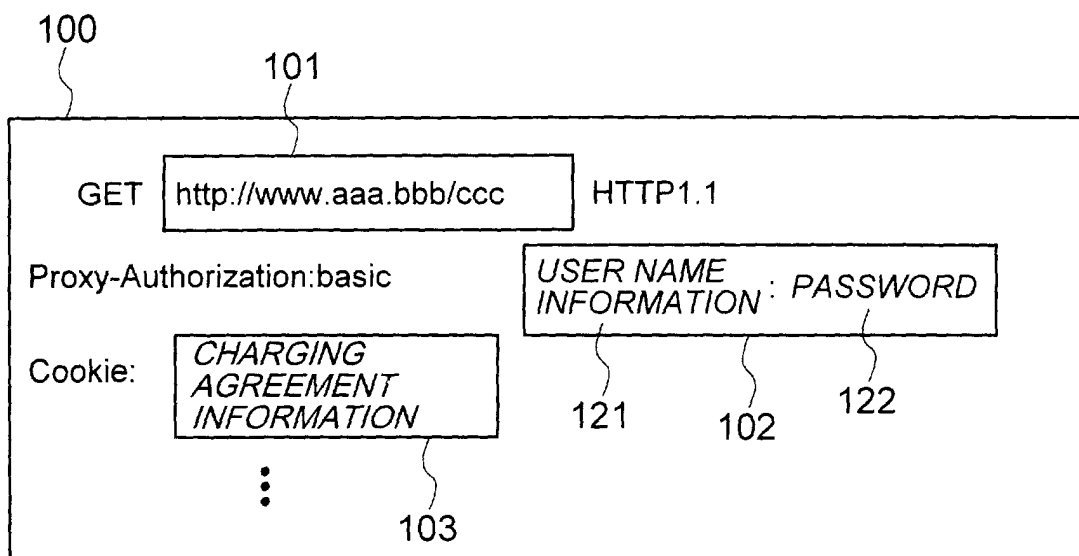 100
101
GET http://www.aaa.bbb/ccc HTTP1.1
Proxy-Authorization:basic
USER NAME
INFORMATION : PASSWORD
Cookie:
CHARGING
AGREEMENT
INFORMATION
121
102
122
103